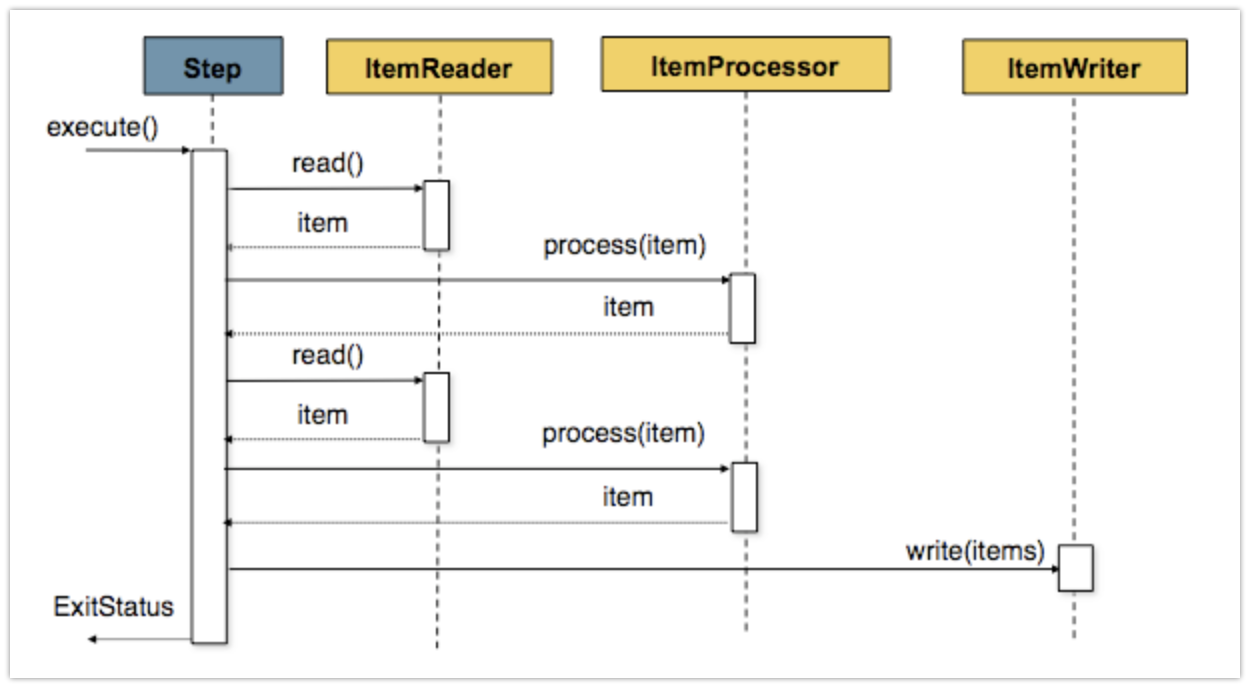 Step
ItemReader
ItemProcessor
ItemWriter
execute()
read()
item
process(item)
item
read()
item
process(item)
item
write(items)
ExitStatus